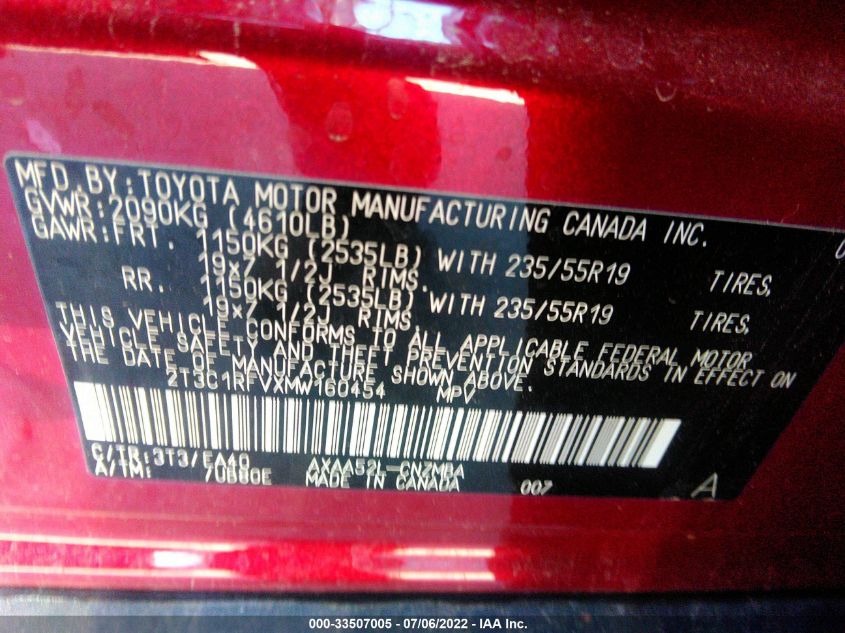 MFD.BY:TOYOTA MOTOR MANUFACTURING CANADA INC.
GVWR:2090KG (4610LB)
GAWR:FRT. 1150KG (2535LB) WITH 235/55R19 TIRES,
19x7 1/2J RIMS.
RR. 1150KG (2535LB) WITH 235/55R19 TIRES,
19x7 1/2J RIMS.
THIS VEHICLE CONFORMS TO ALL APPLICABLE FEDERAL MOTOR
VEHICLE SAFETY AND THEFT PREVENTION STANDARDS IN EFFECT ON
THE DATE OF MANUFACTURE SHOWN ABOVE.
2T3C1RFVXMW160454 MPV
C/TR:3T3/EA40 AXAA52L-CNZMBA
A/TM: /UB80E MADE IN CANADA 007 A
000-33507005 - 07/06/2022 - IAA Inc.